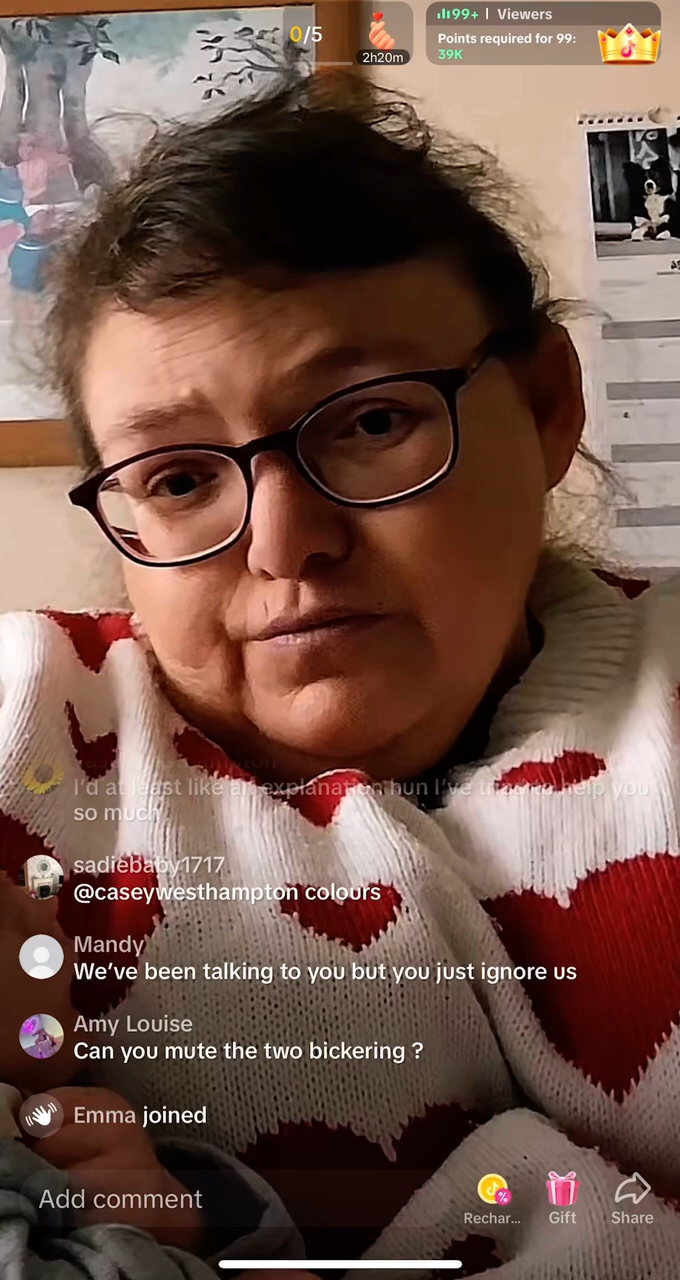 0/5
2h20m
99+ | Viewers
Points required for 99:
39K
I'd at least like an explanation hun I've tried to help you
so much
sadiebaby1717
@caseywesthampton colours
Mandy
We've been talking to you but you just ignore us
Amy Louise
Can you mute the two bickering ?
Emma joined
Add comment
Rechar...
Gift
Share